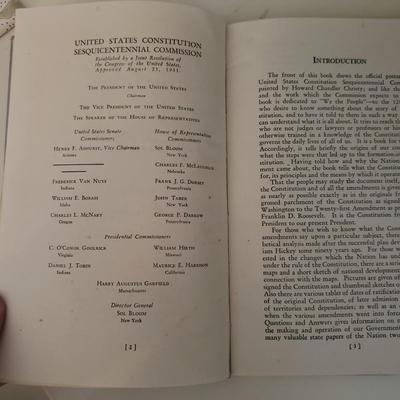 UNITED STATES CONSTITUTION
SESQUICENTENNIAL COMMISSION
Established by a Joint Resolution of
the Congress of the United States,
Approved August 23, 1935.
THE PRESIDENT OF THE UNITED STATES
Chairman
THE VICE PRESIDENT OF THE UNITED STATES
THE SPEAKER OF THE HOUSE OF REPRESENTATIVES
United States Senate
Commissioners
HENRY F. ASHURST, Vice Chairman
Arizona
FREDERICK VAN NUYS
Indiana
WILLIAM E. BORAH
Idaho
CHARLES L. MCNARY
Oregon
House of Representatives
Commissioners
SOL BLOOM
New York
CHARLES F. MCLAUGHLIN
Nebraska
FRANK J. G. DORSEY
Pennsylvania
JOHN TABER
New York
GEORGE P. DARROW
Pennsylvania
Presidential Commissioners
C. O'CONOR GOOLRICK
Virginia
WILLIAM HIRTH
Missouri
DANIEL J. TOBIN
Indiana
MAURICE E. HARRISON
California
HARRY AUGUSTUS GARFIELD
Massachusetts
Director General
SOL BLOOM
New York
[ 2 ]
INTRODUCTION
The front of this book shows the official poste
United States Constitution Sesquicentennial Com
painted by Howard Chandler Christy; and like tha
and the work which the Commission expects to
book is dedicated to "We the People"—to the 12
who desire to know something about the story of
stitution, and to have it told to them in such a way
can understand what it is all about. It tries to reach th
who are not judges or lawyers or professors or his
otherwise trained in a knowledge of the Constitut
governs the daily lives of all of us. It is a book for
Accordingly, it tells briefly the origins of our con
what the steps were that led up to the formation
stitution. Having told how and why the Nation
ment came about, the book tells what the Constitut
for, its principles and the means by which it operat
That the people may study the document itself,
the Constitution and of all the amendments is given
as nearly as possible exactly as in the originals
grossed parchment of the Constitution as signed
Washington to the Twenty-first Amendment as
Franklin D. Roosevelt. It is the Constitution from
President to our present President.
For those who wish to know what the Cons
amendments say upon a particular subject, there
betical analysis made after the successful plan devi
iam Hickey some ninety years ago. For those wh
ested in the changes which the Nation has un
under the rule of the Constitution, there are a seri
maps and a short sketch of national development
connection with the maps. Pictures are given of
signed the Constitution and thumbnail sketches o
Also there are various tables of dates of ratificat
of the original Constitution, of later admission
of territories and dependencies; as well as an
when the various amendments went into force
Questions and Answers gives information upo
the making and operation of our Government
many valuable state papers of the Nation two
[ 3 ]